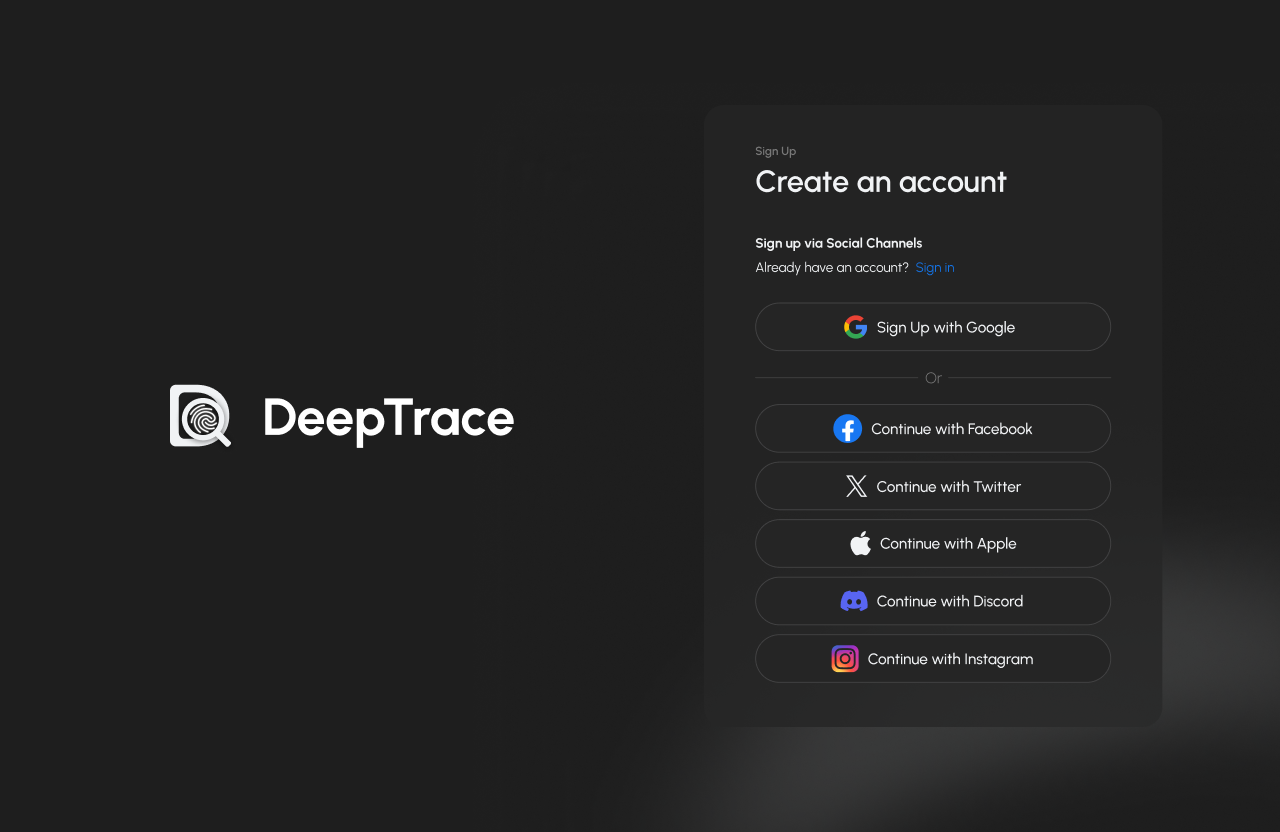 DeepTrace
Sign Up
Create an account
Sign up via Social Channels
Already have an account? Sign in
Sign Up with Google
Or
Continue with Facebook
Continue with Twitter
Continue with Apple
Continue with Discord
Continue with Instagram